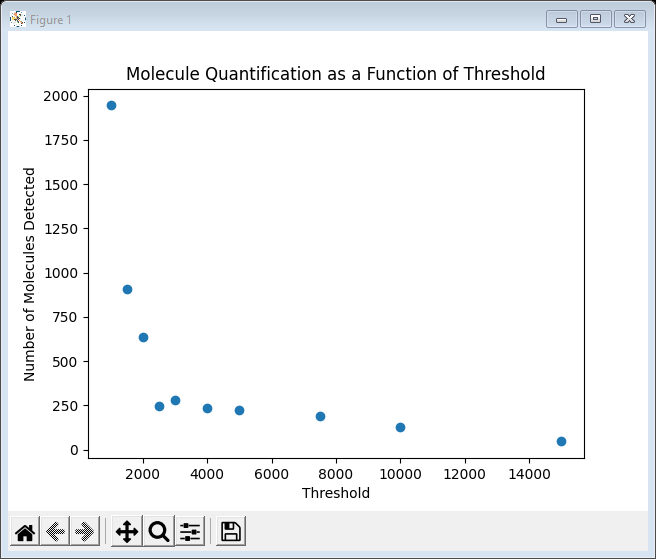 Figure 1
Molecule Quantification as a Function of Threshold
2000
1750
1500
1250
1000
750
500
250
0
Number of Molecules Detected
2000 4000 6000 8000 10000 12000 14000
Threshold